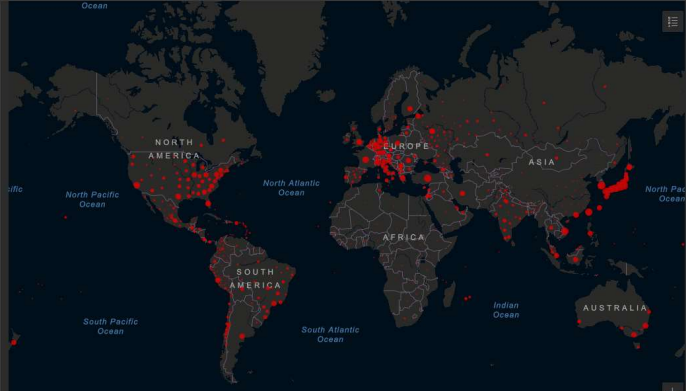 Ocean
NORTH
AMERICA
EUROPE
ASIA
North Pacific
Ocean
North Atlantic
Ocean
North Pac
Ocean
AFRICA
SOUTH
AMERICA
Indian
Ocean
AUSTRALIA
South Pacific
Ocean
South Atlantic
Ocean